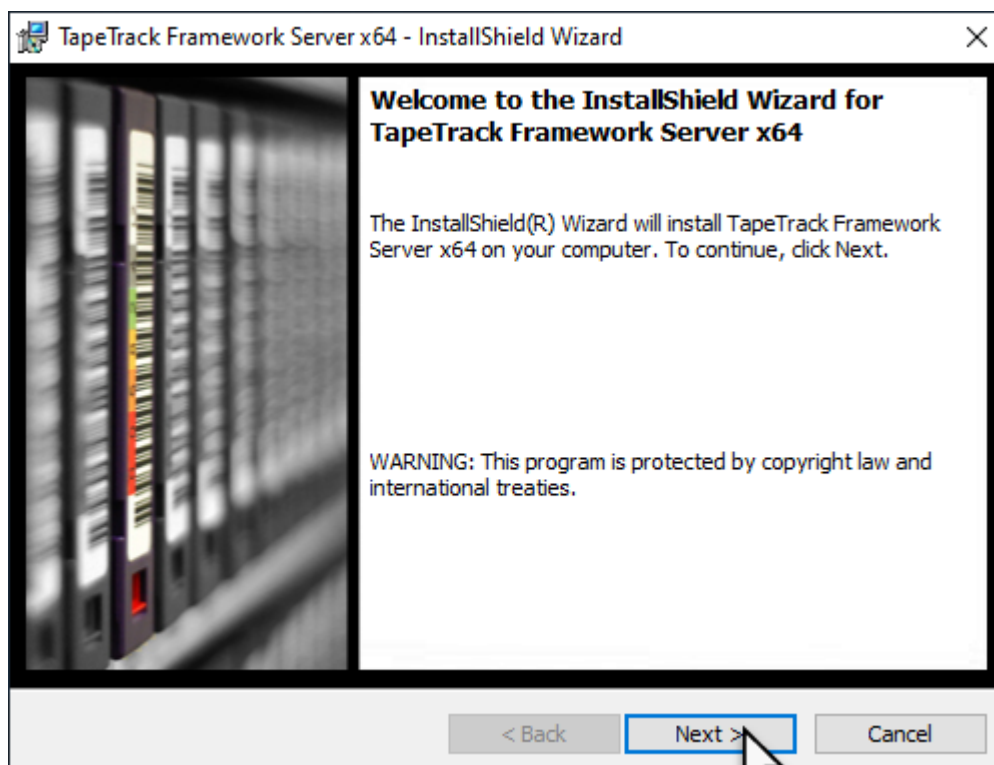 TapeTrack Framework Server x64 - InstallShield Wizard
Welcome to the InstallShield Wizard for
TapeTrack Framework Server x64
The InstallShield(R) Wizard will install TapeTrack Framework
Server x64 on your computer. To continue, click Next.
WARNING: This program is protected by copyright law and
international treaties.
< Back
Next >
Cancel